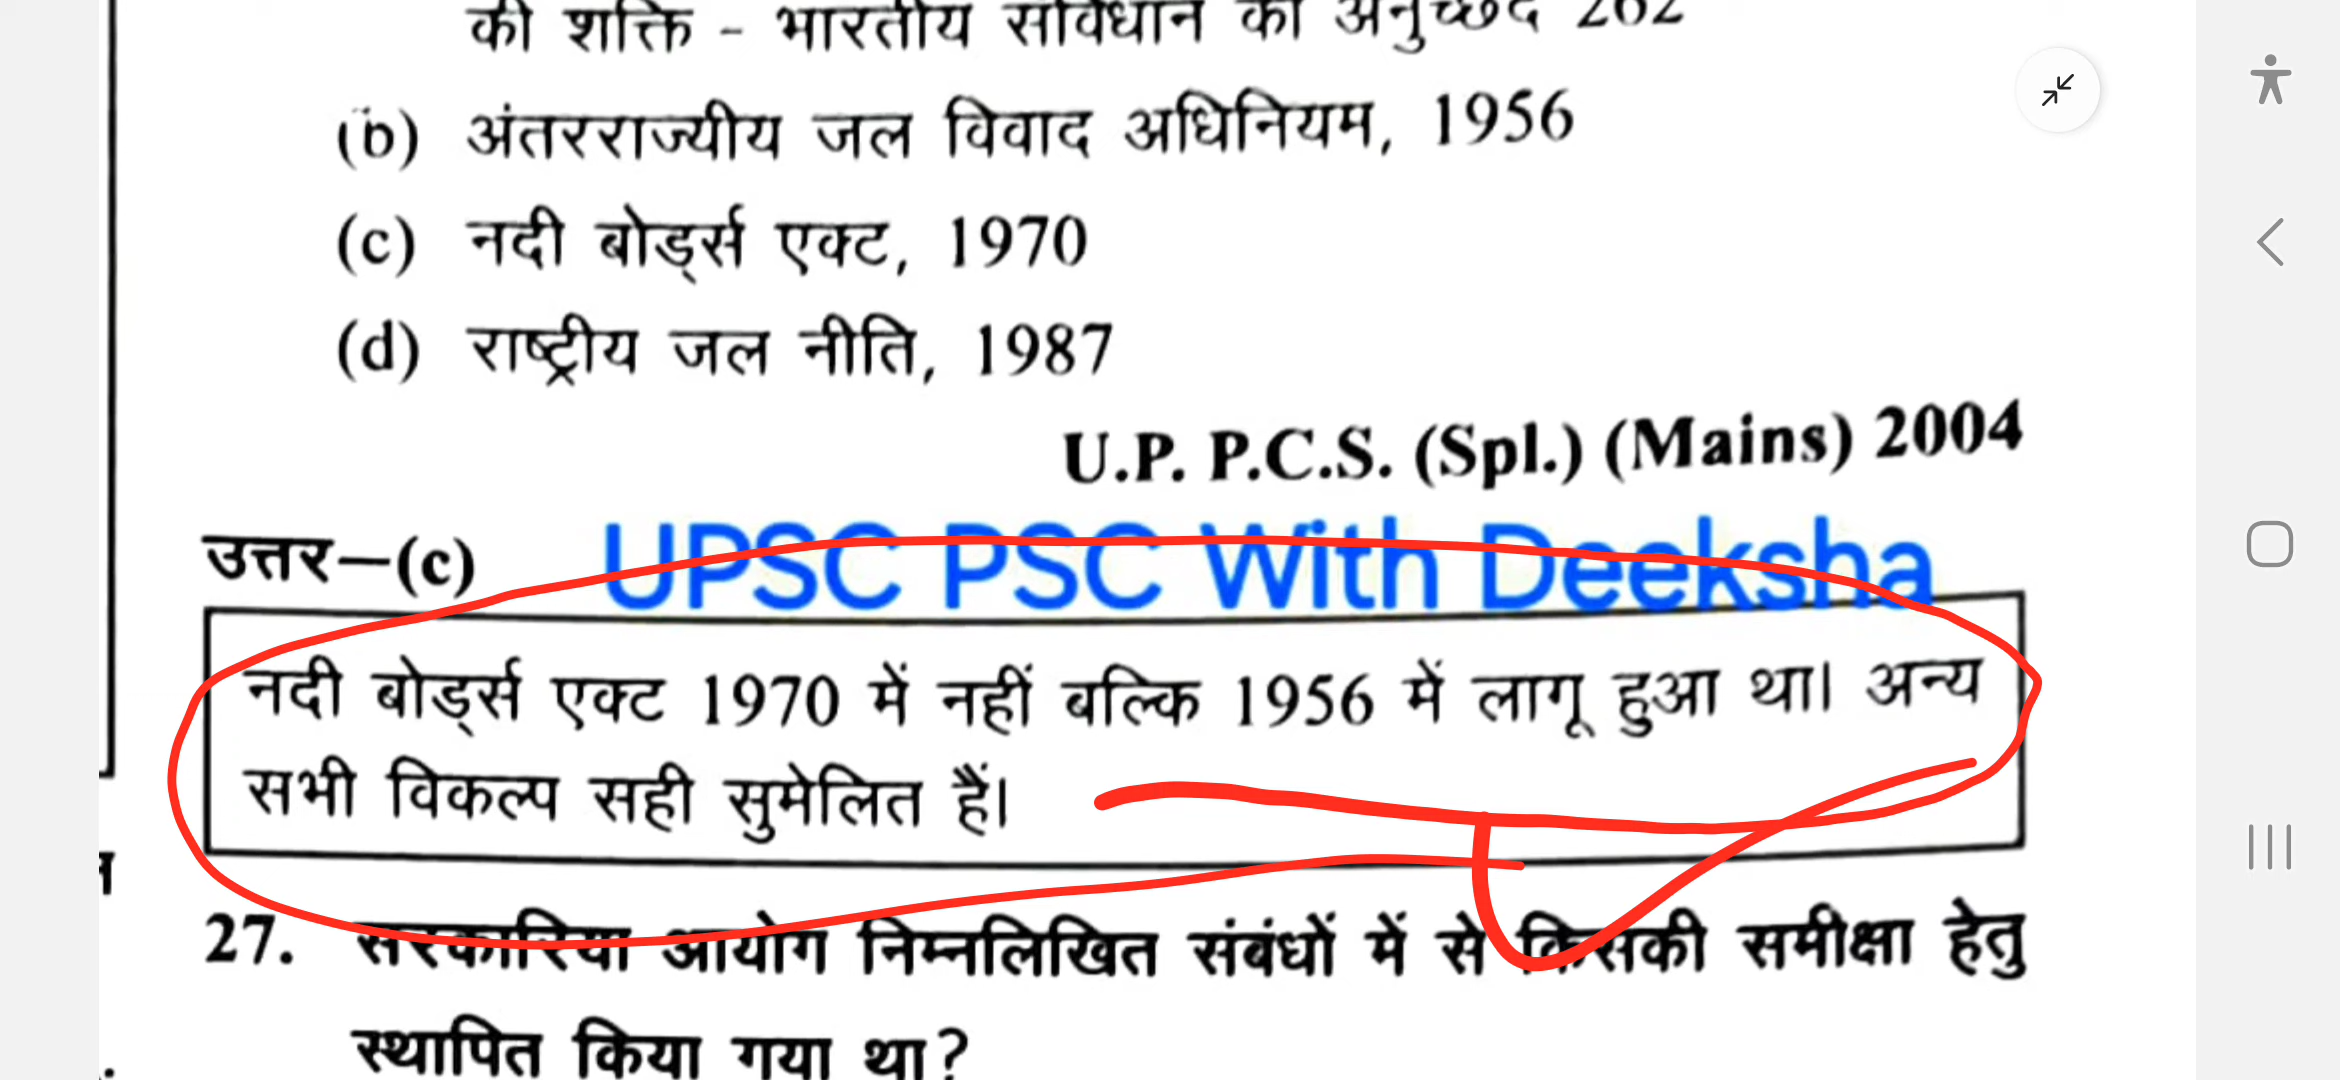 की शक्ति - भारतीय संविधान का अनुच्छेद 262
(b) अंतरराज्यीय जल विवाद अधिनियम, 1956
(c) नदी बोर्ड्स एक्ट, 1970
(d) राष्ट्रीय जल नीति, 1987
U.P. P.C.S. (Spl.) (Mains) 2004
उत्तर–(c)
UPSC PSC With Deeksha
नदी बोर्ड्स एक्ट 1970 में नहीं बल्कि 1956 में लागू हुआ था। अन्य
सभी विकल्प सही सुमेलित हैं।
27. सरकारिया आयोग निम्नलिखित संबंधों में से किसकी समीक्षा हेतु
स्थापित किया गया था?